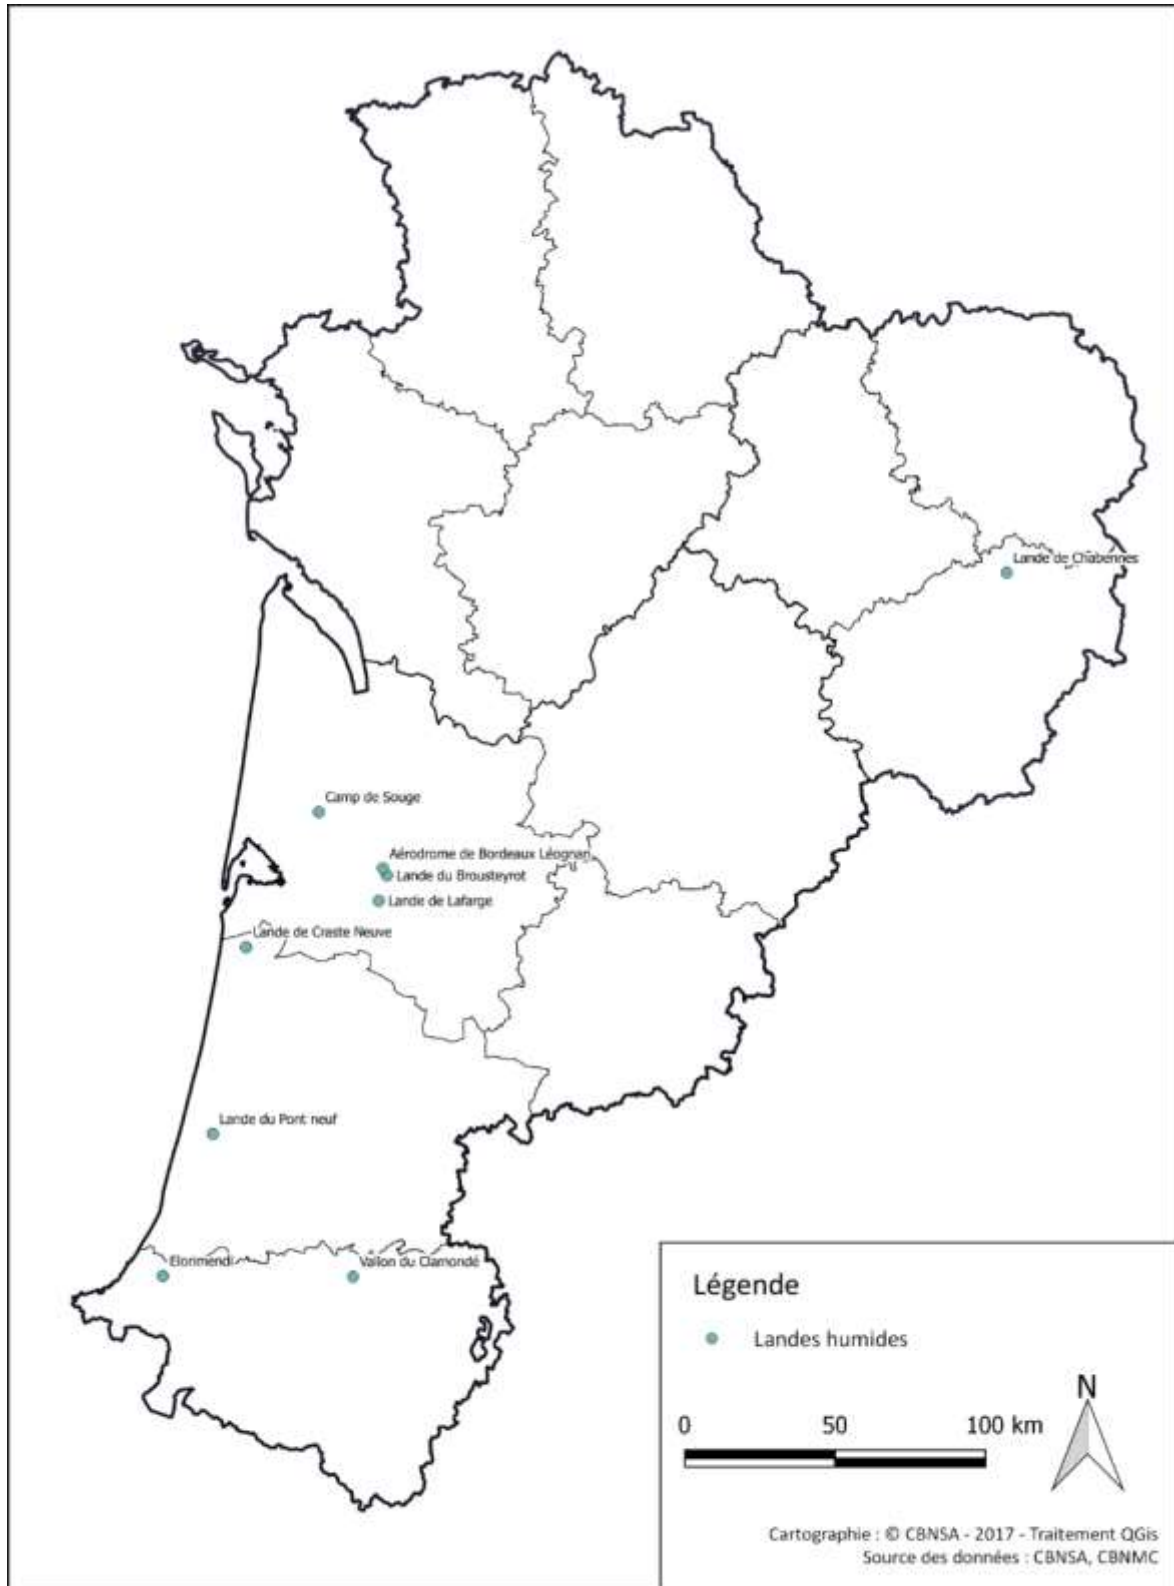 Lande de Chabennes
Camp de Souge
Aérodrome de Bordeaux Léognan
Lande du Brousteyrot
Lande de Lafarge
Lande de Craste Neuve
Lande du Pont neuf
Elorimendi
Vallon du Clamondé
Légende
Landes humides
N
0 50 100 km
Cartographie : © CBNSA - 2017 - Traitement QGis
Source des données : CBNSA, CBNMC